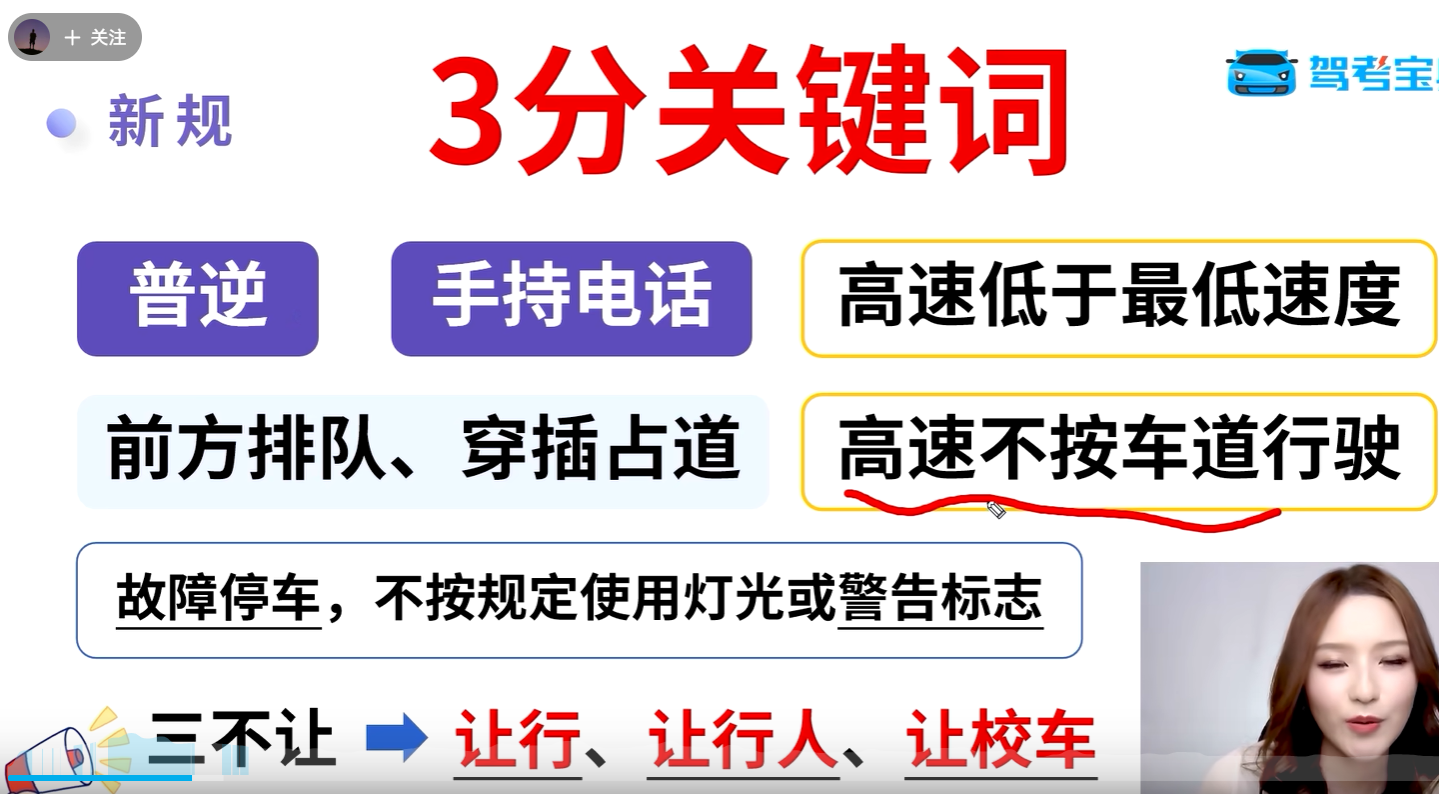 关注
新规
3分关键词
驾考宝
普逆
手持电话
高速低于最低速度
前方排队、穿插占道
高速不按车道行驶
故障停车，不按规定使用灯光或警告标志
三不让
让行、让行人、让校车